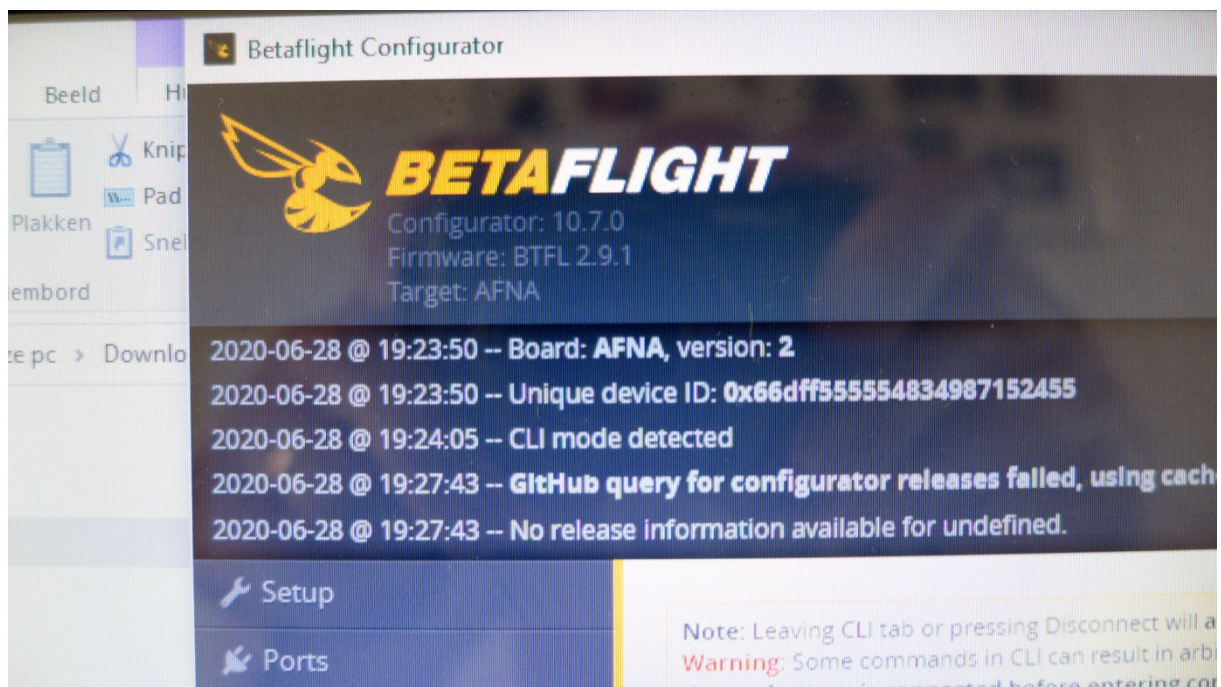 Betaflight Configurator
Beeld
BETAFLIGHT
Configurator: 10.7.0
Firmware: BTFL 2.9.1
Target: AFNA
Knip
Pad
Plakken
Snel
embord
ze pc > Downlo
2020-06-28 @ 19:23:50 -- Board: AFNA, version: 2
2020-06-28 @ 19:23:50 -- Unique device ID: 0x66dff555554834987152455
2020-06-28 @ 19:24:05 -- CLI mode detected
2020-06-28 @ 19:27:43 -- GitHub query for configurator releases failed, using cach
2020-06-28 @ 19:27:43 -- No release information available for undefined.
Setup
Ports
Note: Leaving CLI tab or pressing Disconnect will a
Warning: Some commands in CLI can result in arbi
connected before entering